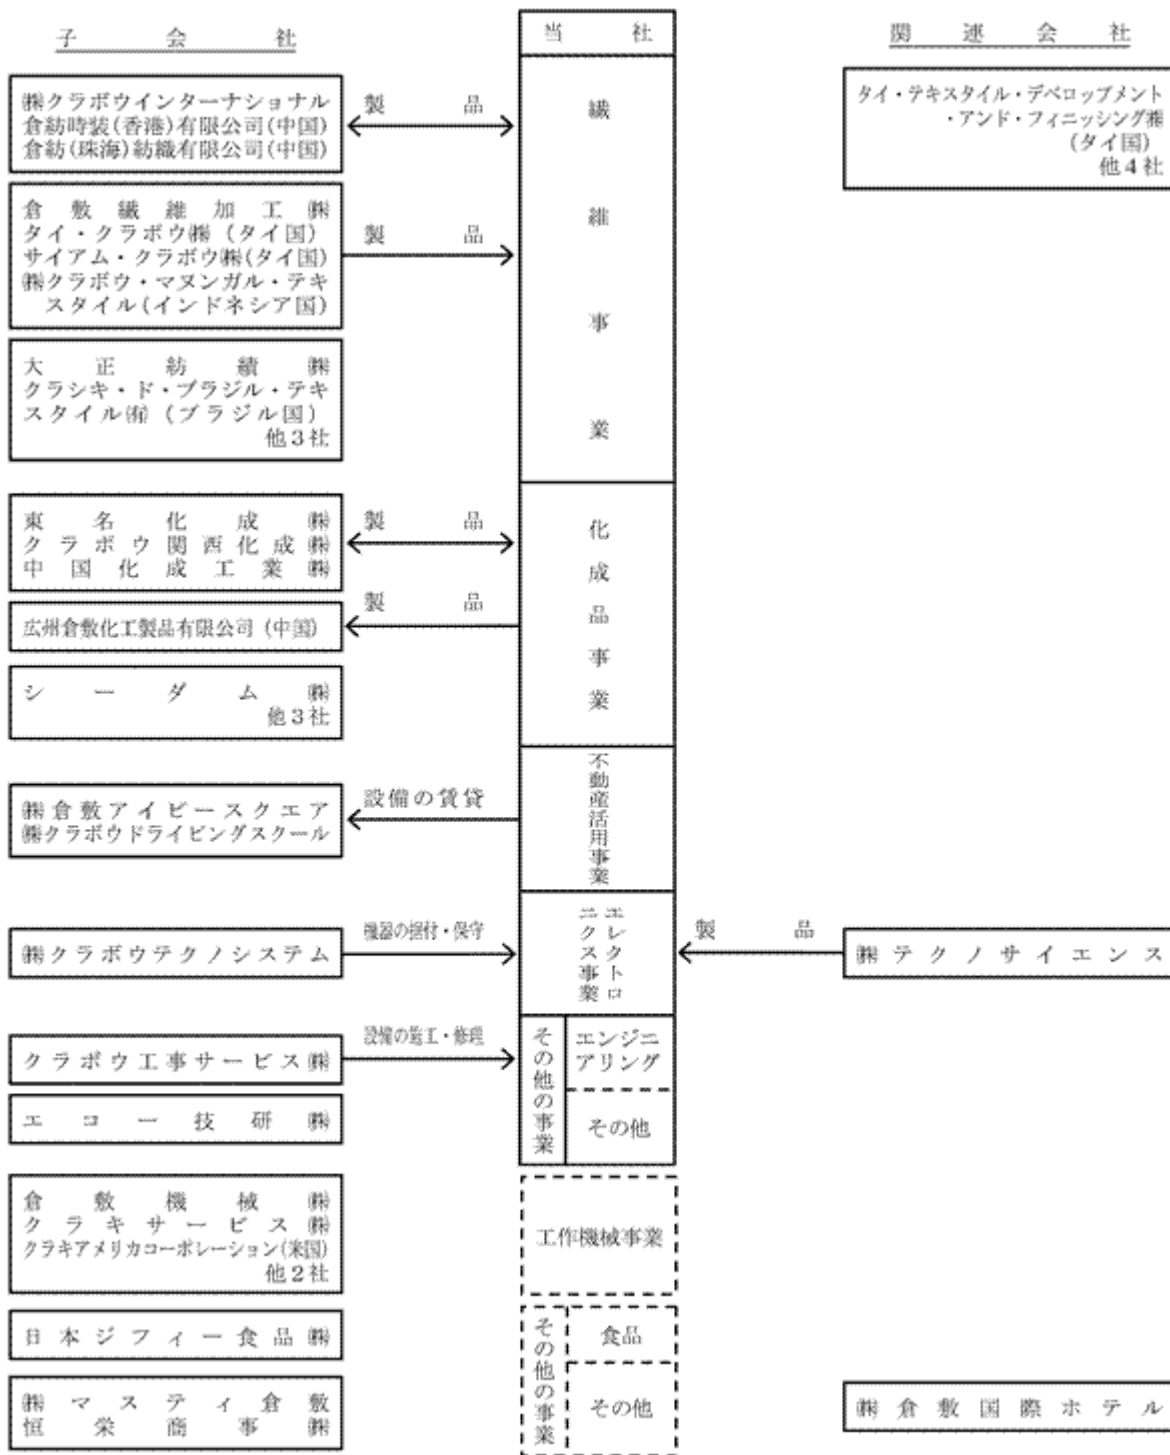 子会社
当社
関連会社
㈱クラボウインターナショナル
倉紡時装(香港)有限公司(中国)
倉紡(珠海)紡織有限公司(中国)
製品
繊維事業
タイ・テキスタイル・デベロップメント
・アンド・フィニッシング㈱
(タイ国)
他4社
倉敷繊維加工㈱
タイ・クラボウ㈱(タイ国)
サイアム・クラボウ㈱(タイ国)
㈱クラボウ・マヌンガル・テキ
スタイル(インドネシア国)
製品
大正紡績㈱
クラシキ・ド・ブラジル・テキ
スタイル㈲(ブラジル国)
他3社
東名化成㈱
クラボウ関西化成㈱
中国化成工業㈱
製品
化成品事業
広州倉敷化工製品有限公司(中国)
製品
シーダム㈱
他3社
㈱倉敷アイビースクエア
㈱クラボウドライビングスクール
設備の賃貸
不動産活用事業
㈱クラボウテクノシステム
機器の据付・保守
エレクトロ
ニクス事業
製品
㈱テクノサイエンス
クラボウ工事サービス㈱
設備の施工・修理
その他の事業
エンジニ
アリング
エコー技研㈱
その他
倉敷機械㈱
クラキサービス㈱
クラキアメリカコーポレーション(米国)
他2社
工作機械事業
日本ジフィー食品㈱
その他の事業
食品
㈱マスティ倉敷
恒栄商事㈱
その他
㈱倉敷国際ホテル